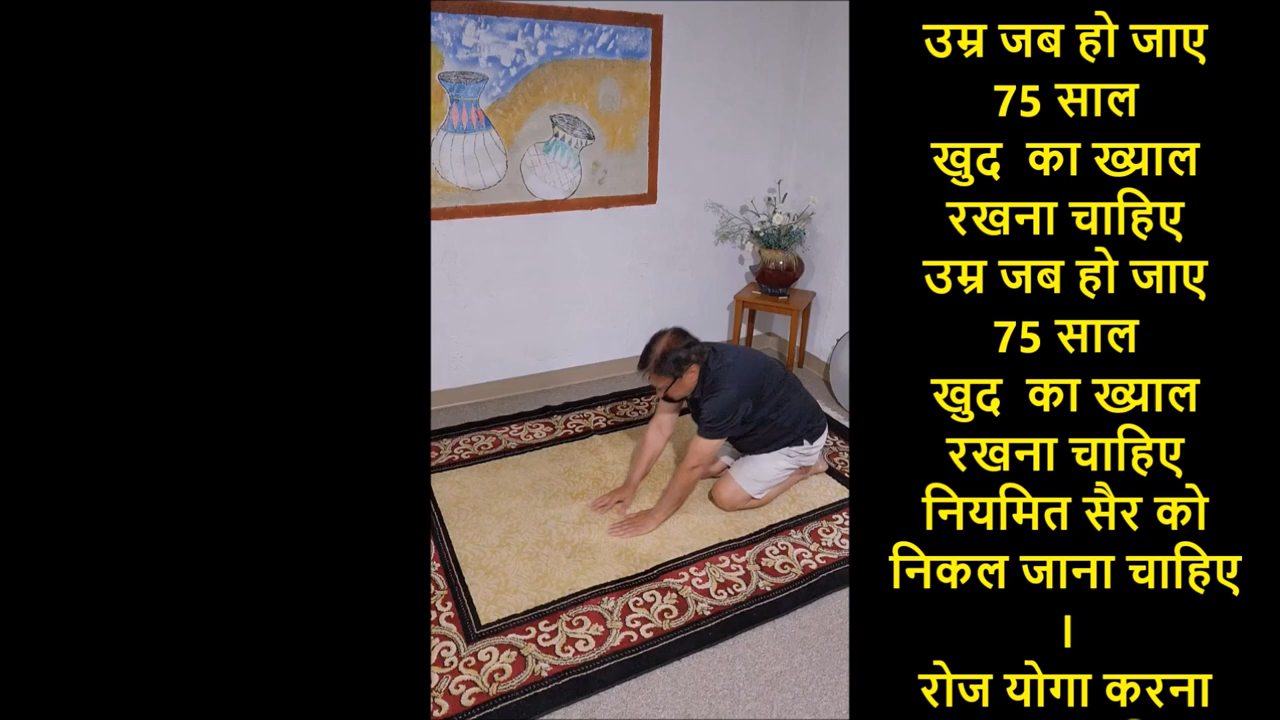 उम्र जब हो जाए
75 साल
खुद का ख्याल
रखना चाहिए
उम्र जब हो जाए
75 साल
खुद का ख्याल
रखना चाहिए
नियमित सैर को
निकल जाना चाहिए
।
रोज योगा करना